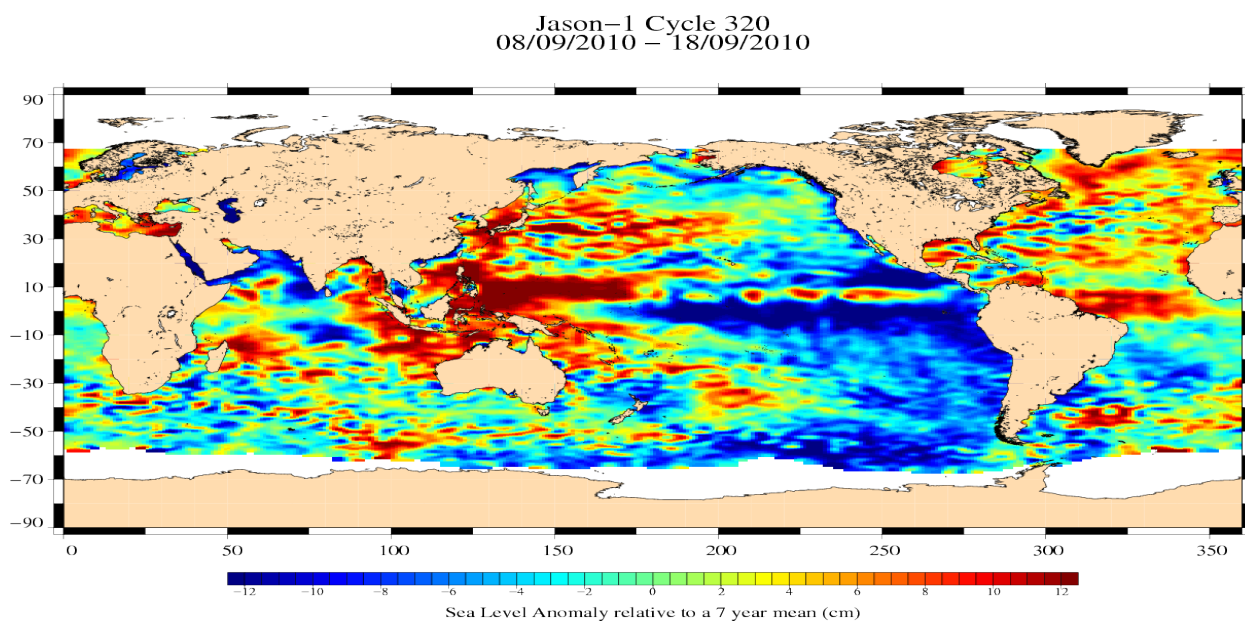 Jason−1 Cycle 320
08/09/2010 − 18/09/2010
90
70
50
30
10
−10
−30
−50
−70
−90
0 50 100 150 200 250 300 350
−12 −10 −8 −6 −4 −2 0 2 4 6 8 10 12
Sea Level Anomaly relative to a 7 year mean (cm)